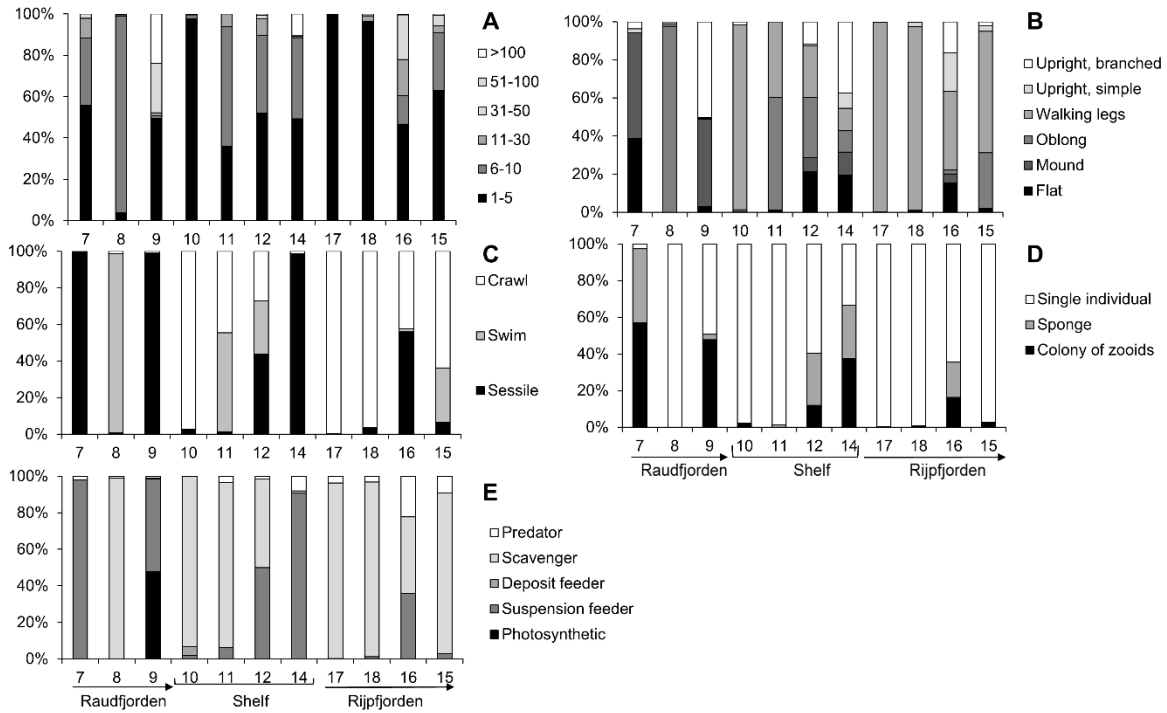 A
100%
80%
60%
40%
20%
0%
7 8 9 10 11 12 14 17 18 16 15
>100
51-100
31-50
11-30
6-10
1-5
B
100%
80%
60%
40%
20%
0%
7 8 9 10 11 12 14 17 18 16 15
Upright, branched
Upright, simple
Walking legs
Oblong
Mound
Flat
C
100%
80%
60%
40%
20%
0%
7 8 9 10 11 12 14 17 18 16 15
Crawl
Swim
Sessile
D
100%
80%
60%
40%
20%
0%
7 8 9 10 11 12 14 17 18 16 15
Raudfjorden Shelf Rijpfjorden
Single individual
Sponge
Colony of zooids
E
100%
80%
60%
40%
20%
0%
7 8 9 10 11 12 14 17 18 16 15
Raudfjorden Shelf Rijpfjorden
Predator
Scavenger
Deposit feeder
Suspension feeder
Photosynthetic